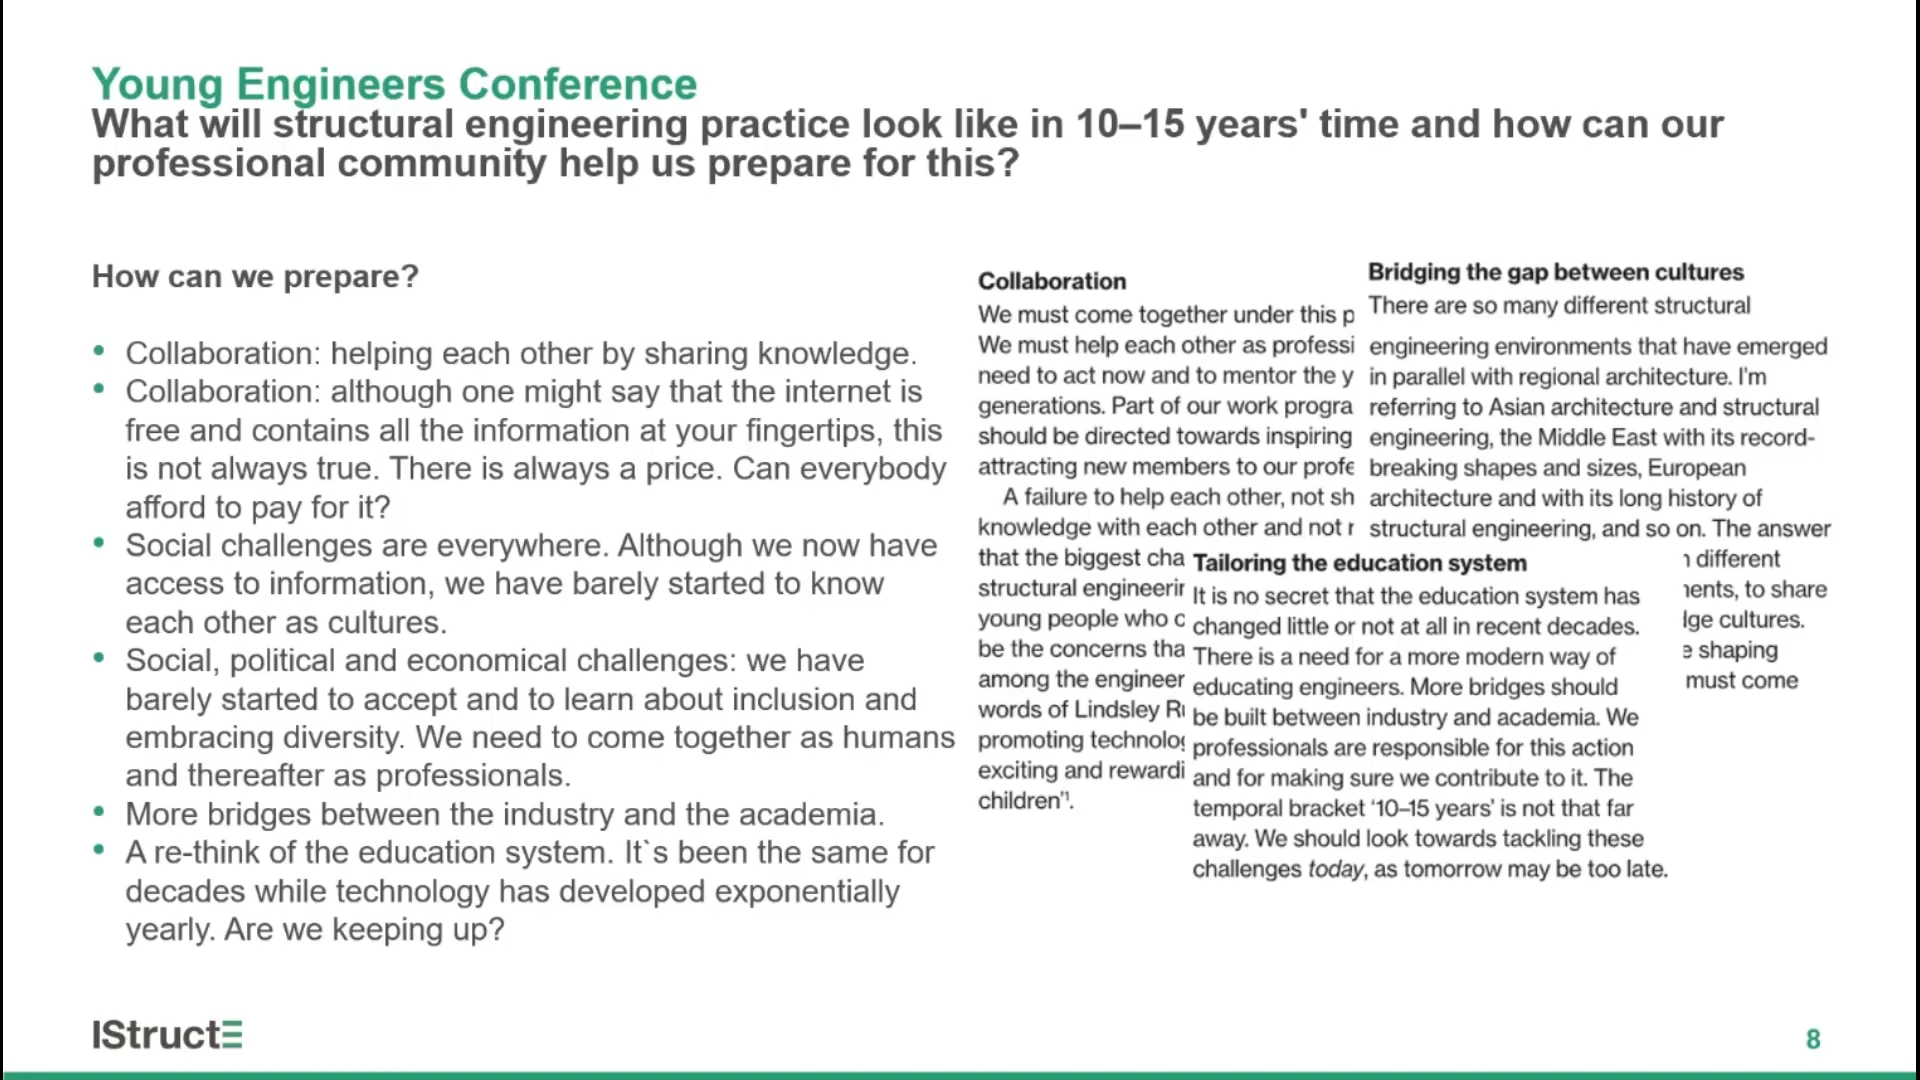 Young Engineers Conference
What will structural engineering practice look like in 10–15 years' time and how can our
professional community help us prepare for this?
How can we prepare?
• Collaboration: helping each other by sharing knowledge.
• Collaboration: although one might say that the internet is
free and contains all the information at your fingertips, this
is not always true. There is always a price. Can everybody
afford to pay for it?
• Social challenges are everywhere. Although we now have
access to information, we have barely started to know
each other as cultures.
• Social, political and economical challenges: we have
barely started to accept and to learn about inclusion and
embracing diversity. We need to come together as humans
and thereafter as professionals.
• More bridges between the industry and the academia.
• A re-think of the education system. It`s been the same for
decades while technology has developed exponentially
yearly. Are we keeping up?
Collaboration
We must come together under this
We must help each other as
need to act now and to mentor the
generations. Part of our work
should be directed towards inspiring
attracting new members to our
A failure to help each other, not
knowledge with each other and not
that the biggest
structural
young people who
be the concerns
among the engineer
words of Lindsley
promoting
exciting and
children”¹.
Bridging the gap between cultures
There are so many different structural
engineering environments that have emerged
in parallel with regional architecture. I’m
referring to Asian architecture and structural
engineering, the Middle East with its record-
breaking shapes and sizes, European
architecture and with its long history of
structural engineering, and so on. The answer
different
to share
cultures.
shaping
must come
Tailoring the education system
It is no secret that the education system has
changed little or not at all in recent decades.
There is a need for a more modern way of
educating engineers. More bridges should
be built between industry and academia. We
professionals are responsible for this action
and for making sure we contribute to it. The
temporal bracket ‘10–15 years’ is not that far
away. We should look towards tackling these
challenges today, as tomorrow may be too late.
IStructE
8